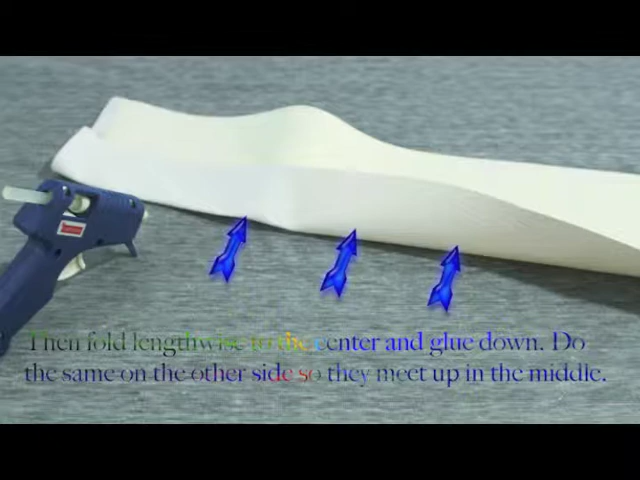 Then fold lengthwise to the center and glue down. Do
the same on the other side so they meet up in the middle.